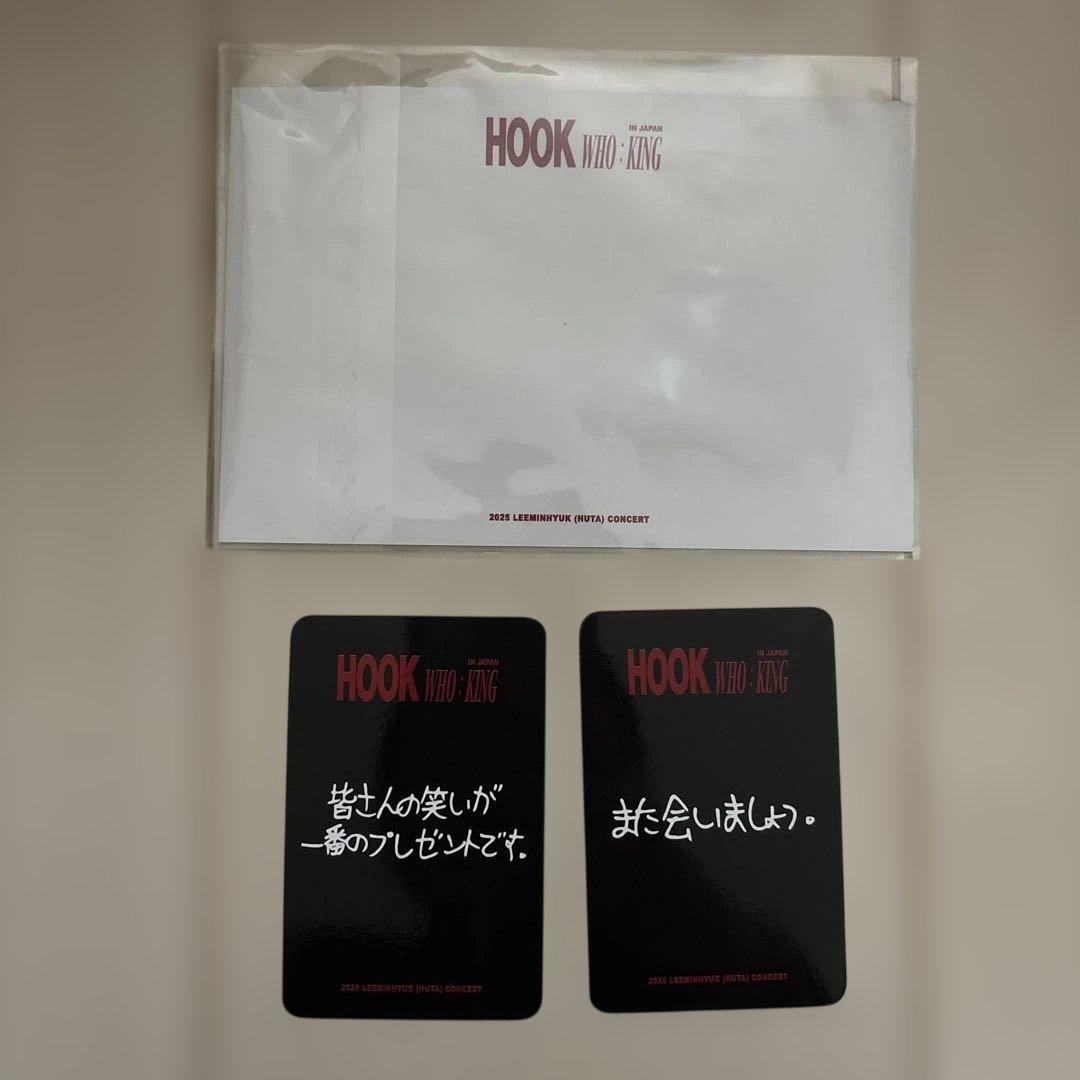 HOOK WHO : KING IN JAPAN
2025 LEEMINHYUK (HUTA) CONCERT
HOOK WHO : KING IN JAPAN
皆さんの笑いが
一番のプレゼントです。
2025 LEEMINHYUK (HUTA) CONCERT
HOOK WHO : KING IN JAPAN
また会いましょう。
2025 LEEMINHYUK (HUTA) CONCERT